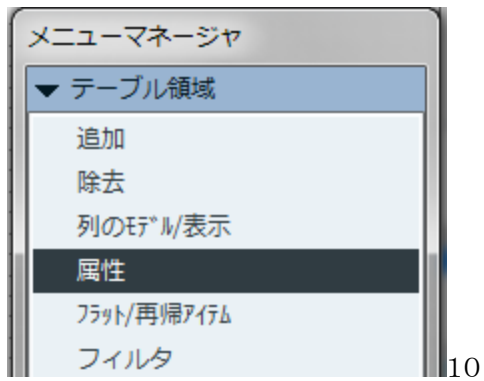 メニューマネージャ
▼ テーブル領域
追加
除去
列のﾓﾃﾞﾙ/表示
属性
ﾌﾗｯﾄ/再帰ｱｲﾃﾑ
フィルタ
10